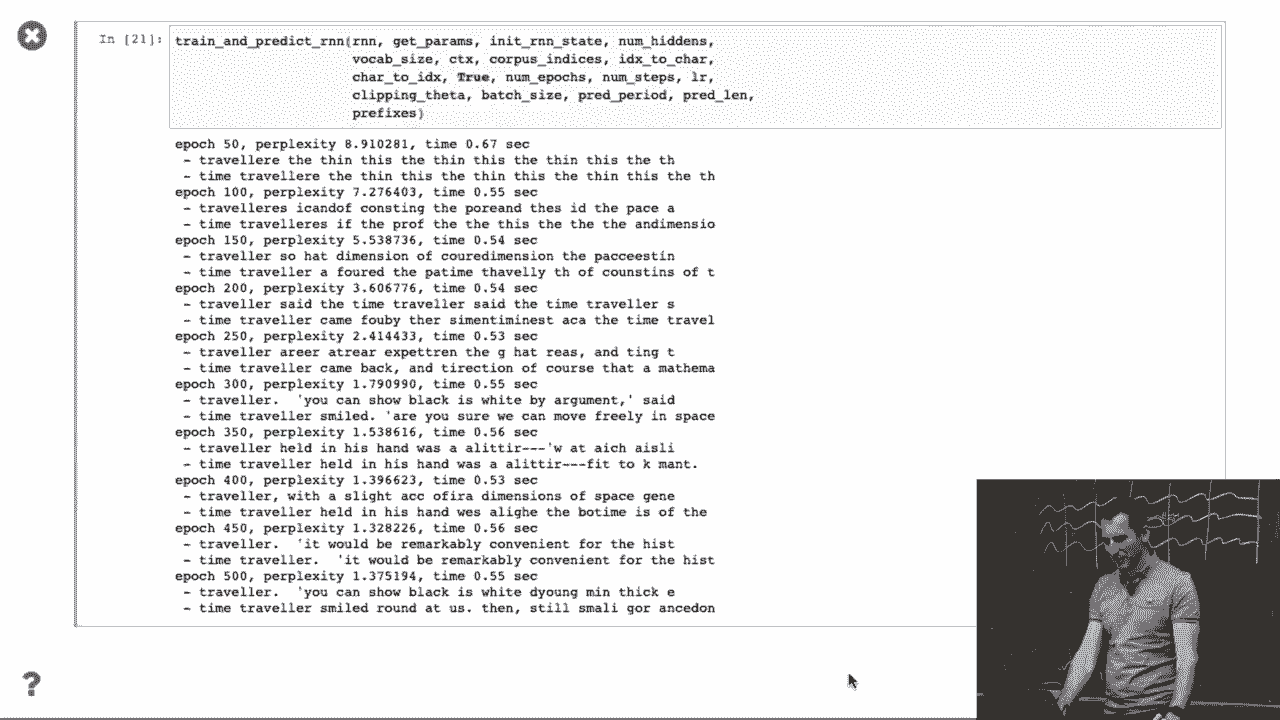 In [21]: train_and_predict_rnn(rnn, get_params, init_rnn_state, num_hiddens,
vocab_size, ctx, corpus_indices, idx_to_char,
char_to_idx, True, num_epochs, num_steps, lr,
clipping_theta, batch_size, pred_period, pred_len,
prefixes)
epoch 50, perplexity 8.910281, time 0.67 sec
- travellere the thin this the thin this the thin this the th
- time travellere the thin this the thin this the thin this the th
epoch 100, perplexity 7.276403, time 0.55 sec
- travelleres icandof consting the poreand thes id the pace a
- time travelleres if the prof the the this the the the andimensio
epoch 150, perplexity 5.538736, time 0.54 sec
- traveller so hat dimension of couredimension the pacceestin
- time traveller a foured the patime thavelly th of counstins of t
epoch 200, perplexity 3.606776, time 0.54 sec
- traveller said the time traveller said the time traveller s
- time traveller came fouby ther simentiminest aca the time travel
epoch 250, perplexity 2.414433, time 0.53 sec
- traveller areer atrear expettren the g hat reas, and ting t
- time traveller came back, and tirection of course that a mathema
epoch 300, perplexity 1.790990, time 0.55 sec
- traveller.  'you can show black is white by argument,' said
- time traveller smiled. 'are you sure we can move freely in space
epoch 350, perplexity 1.538616, time 0.56 sec
- traveller held in his hand was a alittir---'w at aich aisli
- time traveller held in his hand was a alittir---fit to k mant.
epoch 400, perplexity 1.396623, time 0.53 sec
- traveller, with a slight acc ofira dimensions of space gene
- time traveller held in his hand wes alighe the botime is of the
epoch 450, perplexity 1.328226, time 0.56 sec
- traveller.  'it would be remarkably convenient for the hist
- time traveller.  'it would be remarkably convenient for the hist
epoch 500, perplexity 1.375194, time 0.55 sec
- traveller.  'you can show black is white dyoung min thick e
- time traveller smiled round at us. then, still smali gor ancedon
?